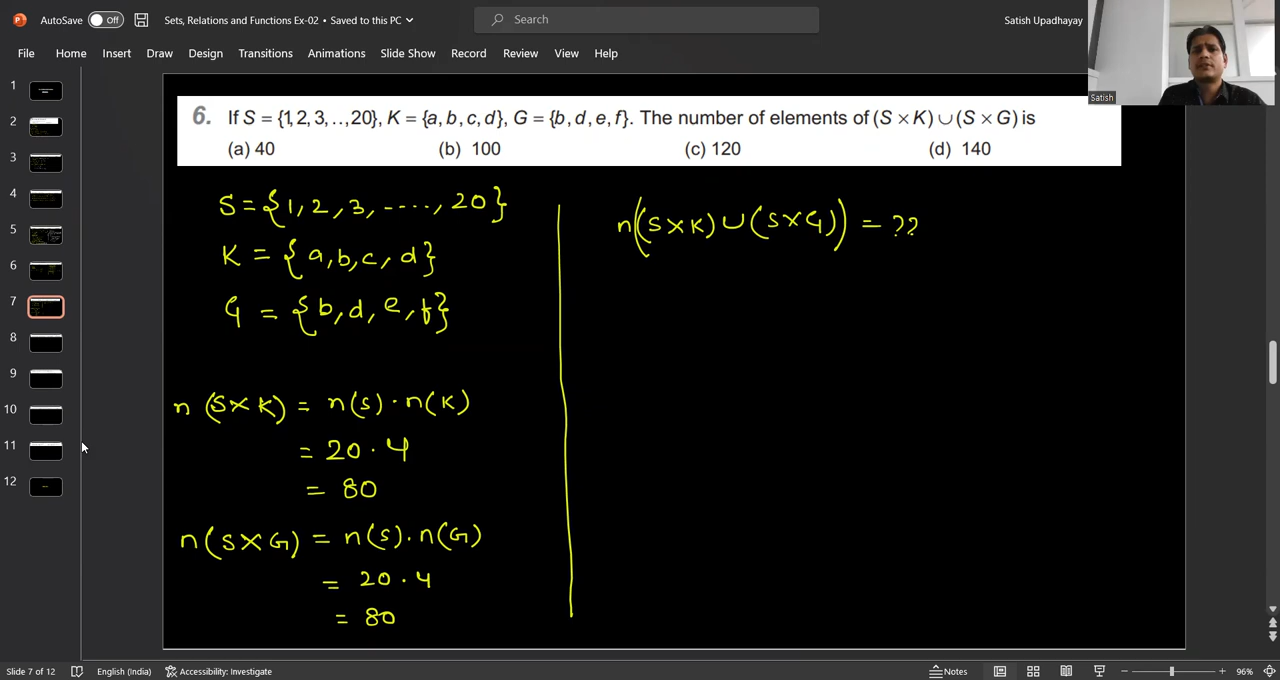 AutoSave Off Sets, Relations and Functions Ex-02 • Saved to this PC Search Satish Upadhayay
File Home Insert Draw Design Transitions Animations Slide Show Record Review View Help
Satish
1
2
3
4
5
6
7
8
9
10
11
12
6. If S = {1, 2, 3, .., 20}, K = {a, b, c, d}, G = {b, d, e, f}. The number of elements of (S × K) ∪ (S × G) is
(a) 40 (b) 100 (c) 120 (d) 140
S = {1, 2, 3, -----, 20}
K = {a, b, c, d}
G = {b, d, e, f}
n (S×K) = n(S) · n(K)
= 20 · 4
= 80
n (S×G) = n(S) · n(G)
= 20 · 4
= 80
n((S×K) ∪ (S×G)) = ??
Slide 7 of 12 English (India) Accessibility: Investigate Notes 96%